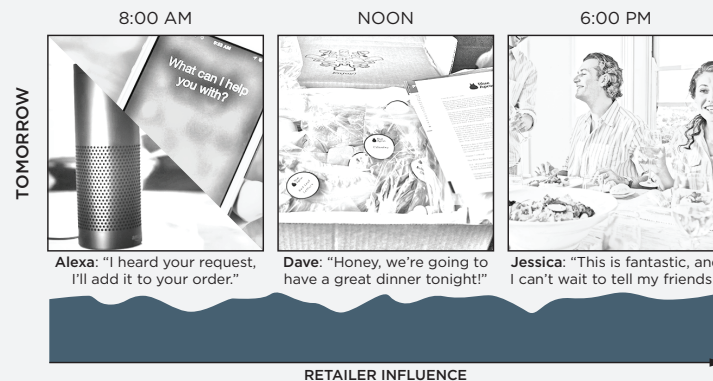 8:00 AM
NOON
6:00 PM
TOMORROW
What can I help
you with?
Alexa: “I heard your request,
I’ll add it to your order.”
Dave: “Honey, we’re going to
have a great dinner tonight!”
Jessica: “This is fantastic, an
I can’t wait to tell my friends
RETAILER INFLUENCE